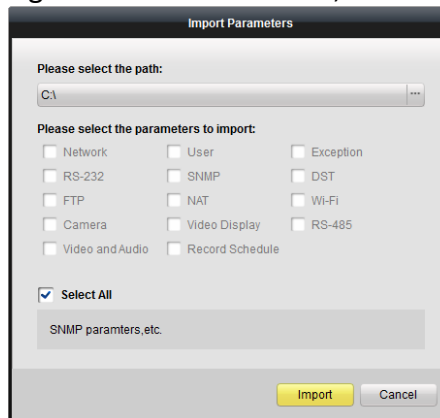 Import Parameters
Please select the path:
C:\ ...
Please select the parameters to import:
Network User Exception
RS-232 SNMP DST
FTP NAT Wi-Fi
Camera Video Display RS-485
Video and Audio Record Schedule
Select All
SNMP paramters,etc.
Import Cancel